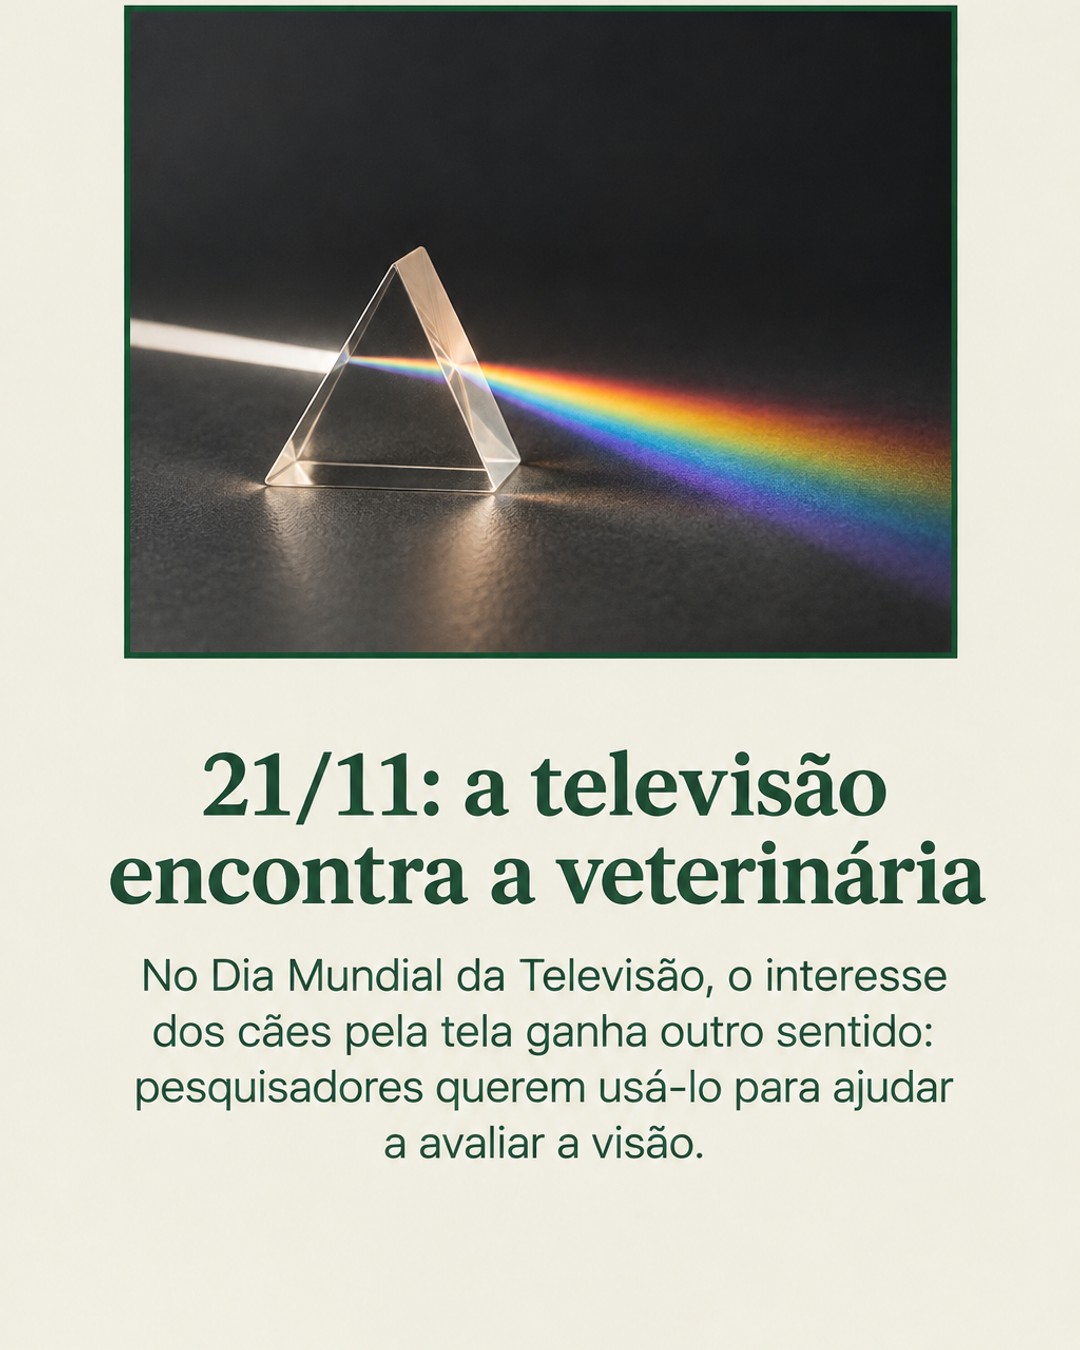 21/11: a televisão
encontra a veterinária
No Dia Mundial da Televisão, o interesse
dos cães pela tela ganha outro sentido:
pesquisadores querem usá-lo para ajudar
a avaliar a visão.